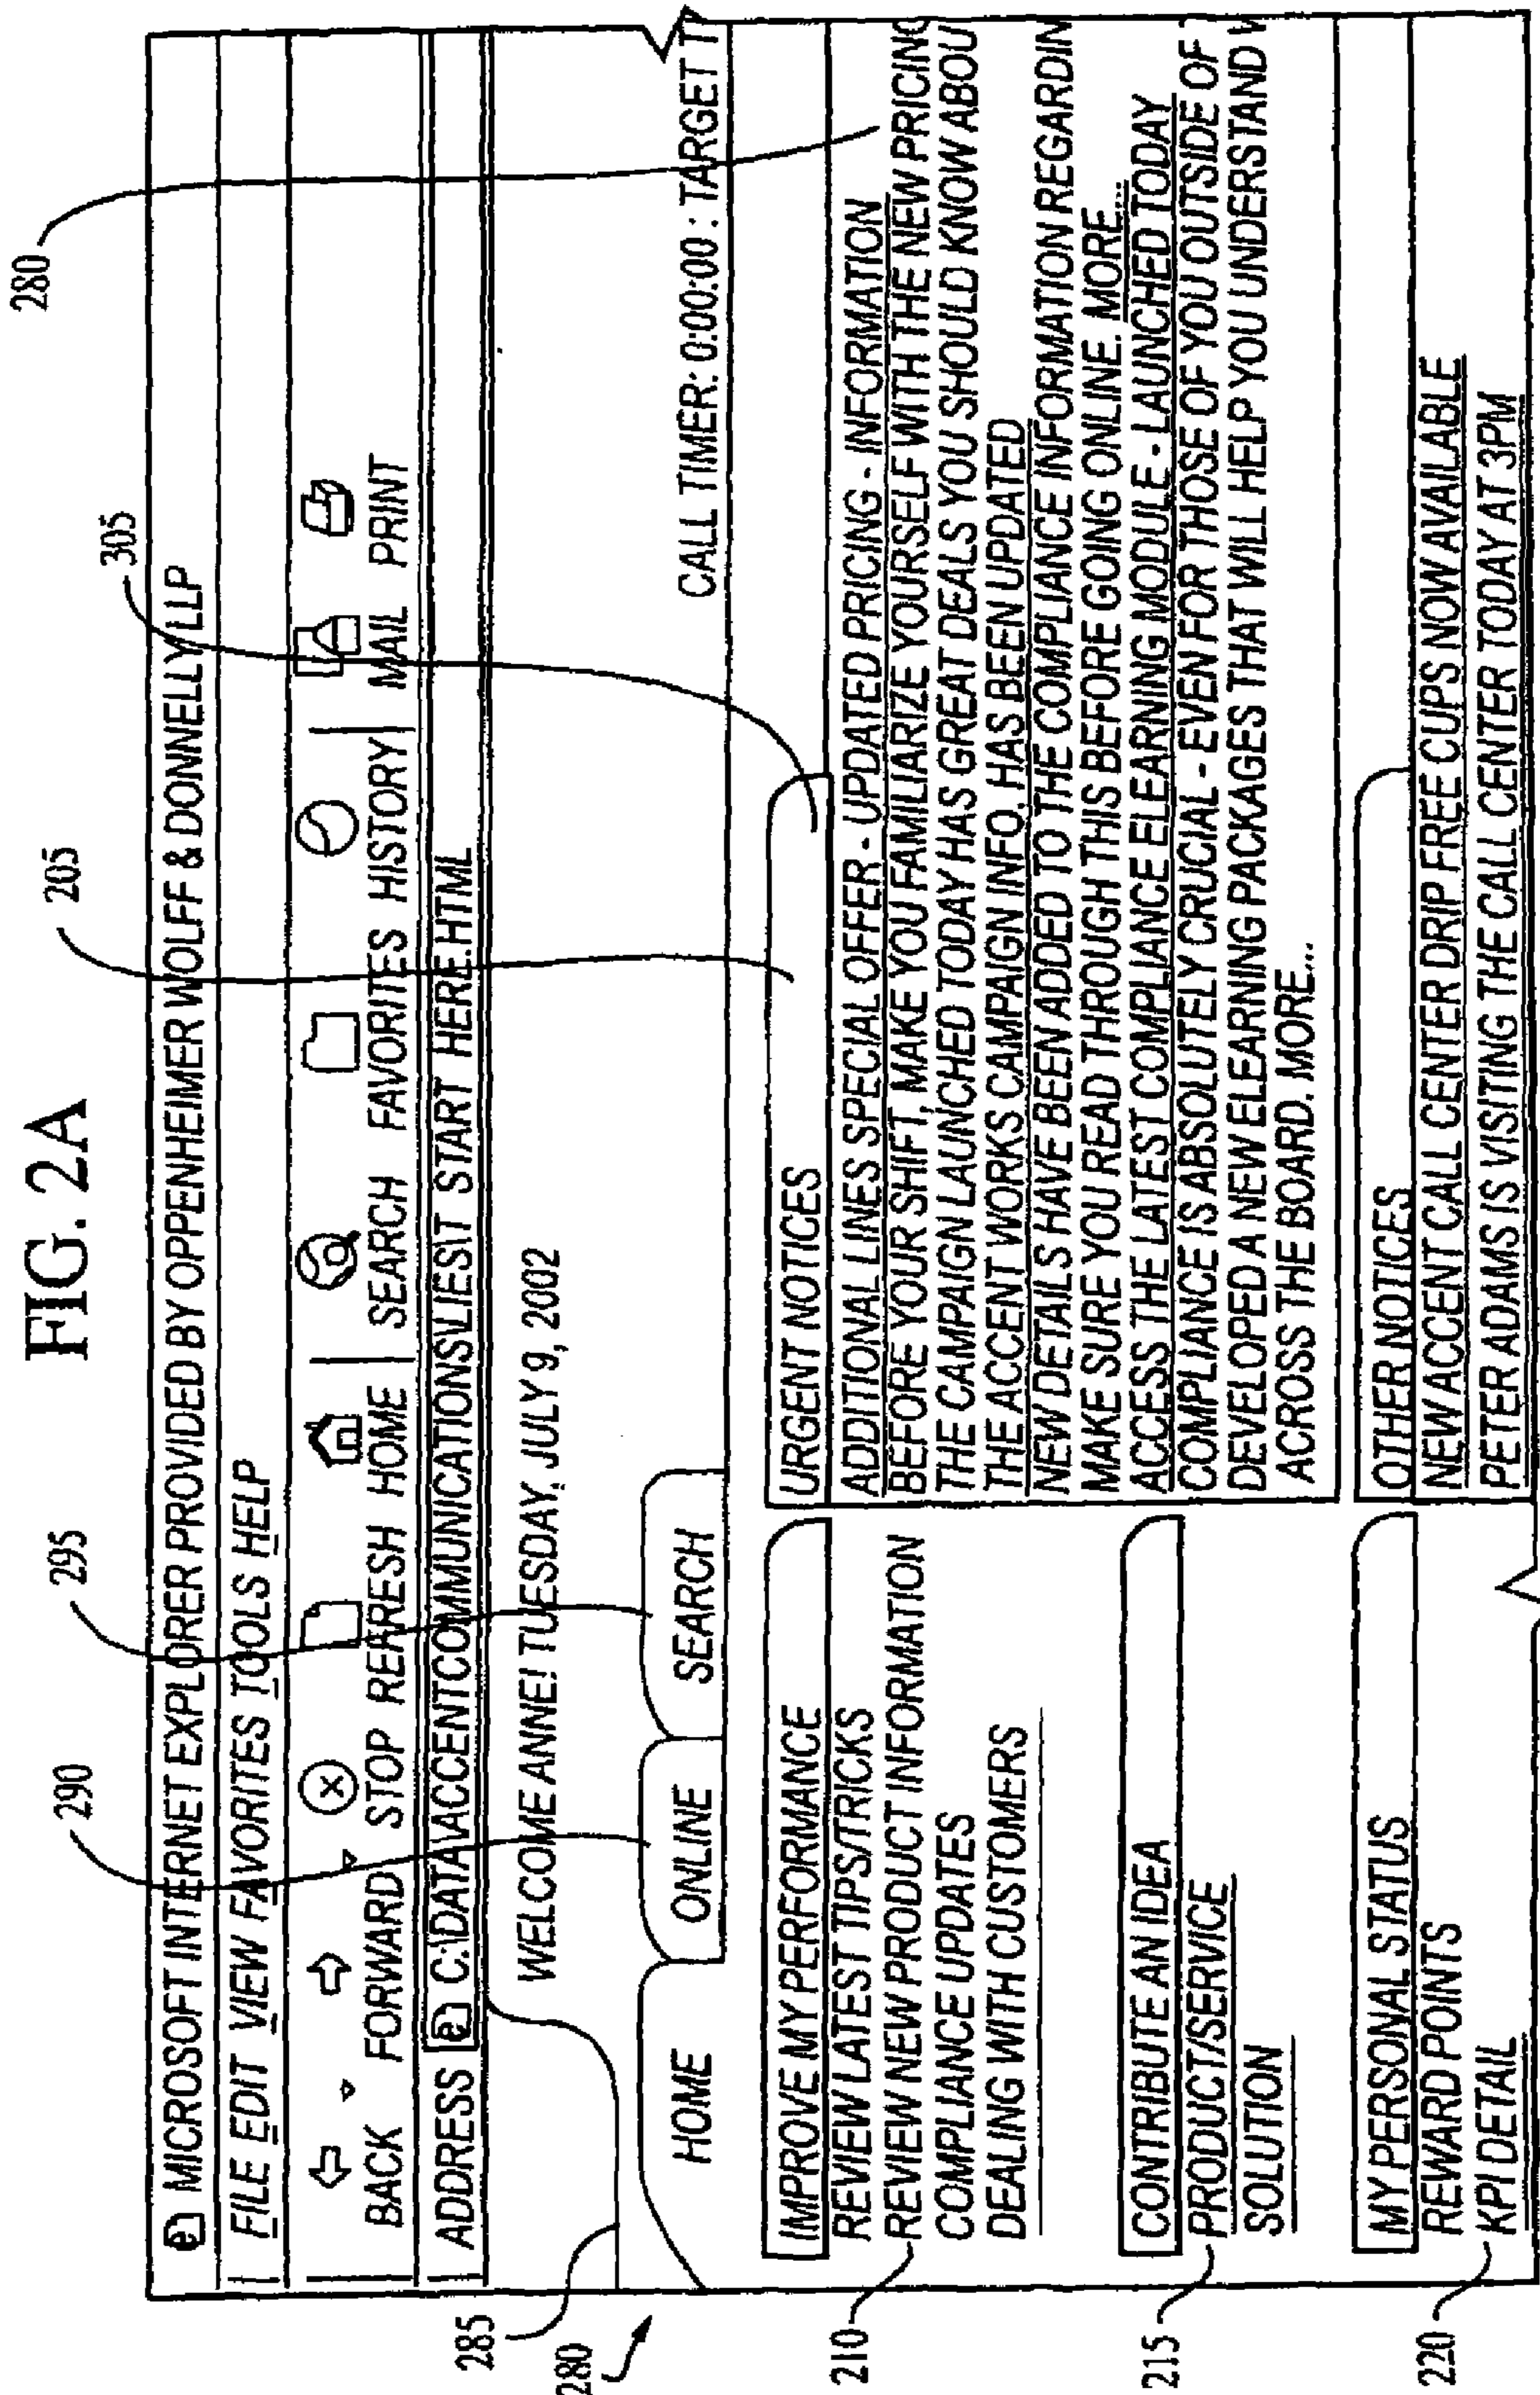 FIG. 2A
280
305
205
295
290
285
280
MICROSOFT INTERNET EXPLORER PROVIDED BY OPPENHEIMER WOLFF & DONNELLY LLP
FILE EDIT VIEW FAVORITES TOOLS HELP
BACK FORWARD STOP REFRESH HOME SEARCH FAVORITES HISTORY MAIL PRINT
ADDRESS C:\DATA\ACCENTCOMMUNICATIONS\LIEST START HERE.HTML
WELCOME ANNE! TUESDAY, JULY 9, 2002
HOME ONLINE SEARCH
CALL TIMER: 0:00:00 : TARGET T
IMPROVE MY PERFORMANCE
REVIEW LATEST TIPS/TRICKS
210
REVIEW NEW PRODUCT INFORMATION
COMPLIANCE UPDATES
DEALING WITH CUSTOMERS
CONTRIBUTE AN IDEA
215
PRODUCT/SERVICE
SOLUTION
MY PERSONAL STATUS
REWARD POINTS
220
KPI DETAIL
URGENT NOTICES
ADDITIONAL LINES SPECIAL OFFER - UPDATED PRICING - INFORMATION
BEFORE YOUR SHIFT, MAKE YOU FAMILIARIZE YOURSELF WITH THE NEW PRICING
THE CAMPAIGN LAUNCHED TODAY HAS GREAT DEALS YOU SHOULD KNOW ABOU
THE ACCENT WORKS CAMPAIGN INFO. HAS BEEN UPDATED
NEW DETAILS HAVE BEEN ADDED TO THE COMPLIANCE INFORMATION REGARDIN
MAKE SURE YOU READ THROUGH THIS BEFORE GOING ONLINE. MORE...
ACCESS THE LATEST COMPLIANCE ELEARNING MODULE - LAUNCHED TODAY
COMPLIANCE IS ABSOLUTELY CRUCIAL - EVEN FOR THOSE OF YOU OUTSIDE OF
DEVELOPED A NEW ELEARNING PACKAGES THAT WILL HELP YOU UNDERSTAND
ACROSS THE BOARD. MORE...
OTHER NOTICES
NEW ACCENT CALL CENTER DRIP FREE CUPS NOW AVAILABLE
PETER ADAMS IS VISITING THE CALL CENTER TODAY AT 3PM